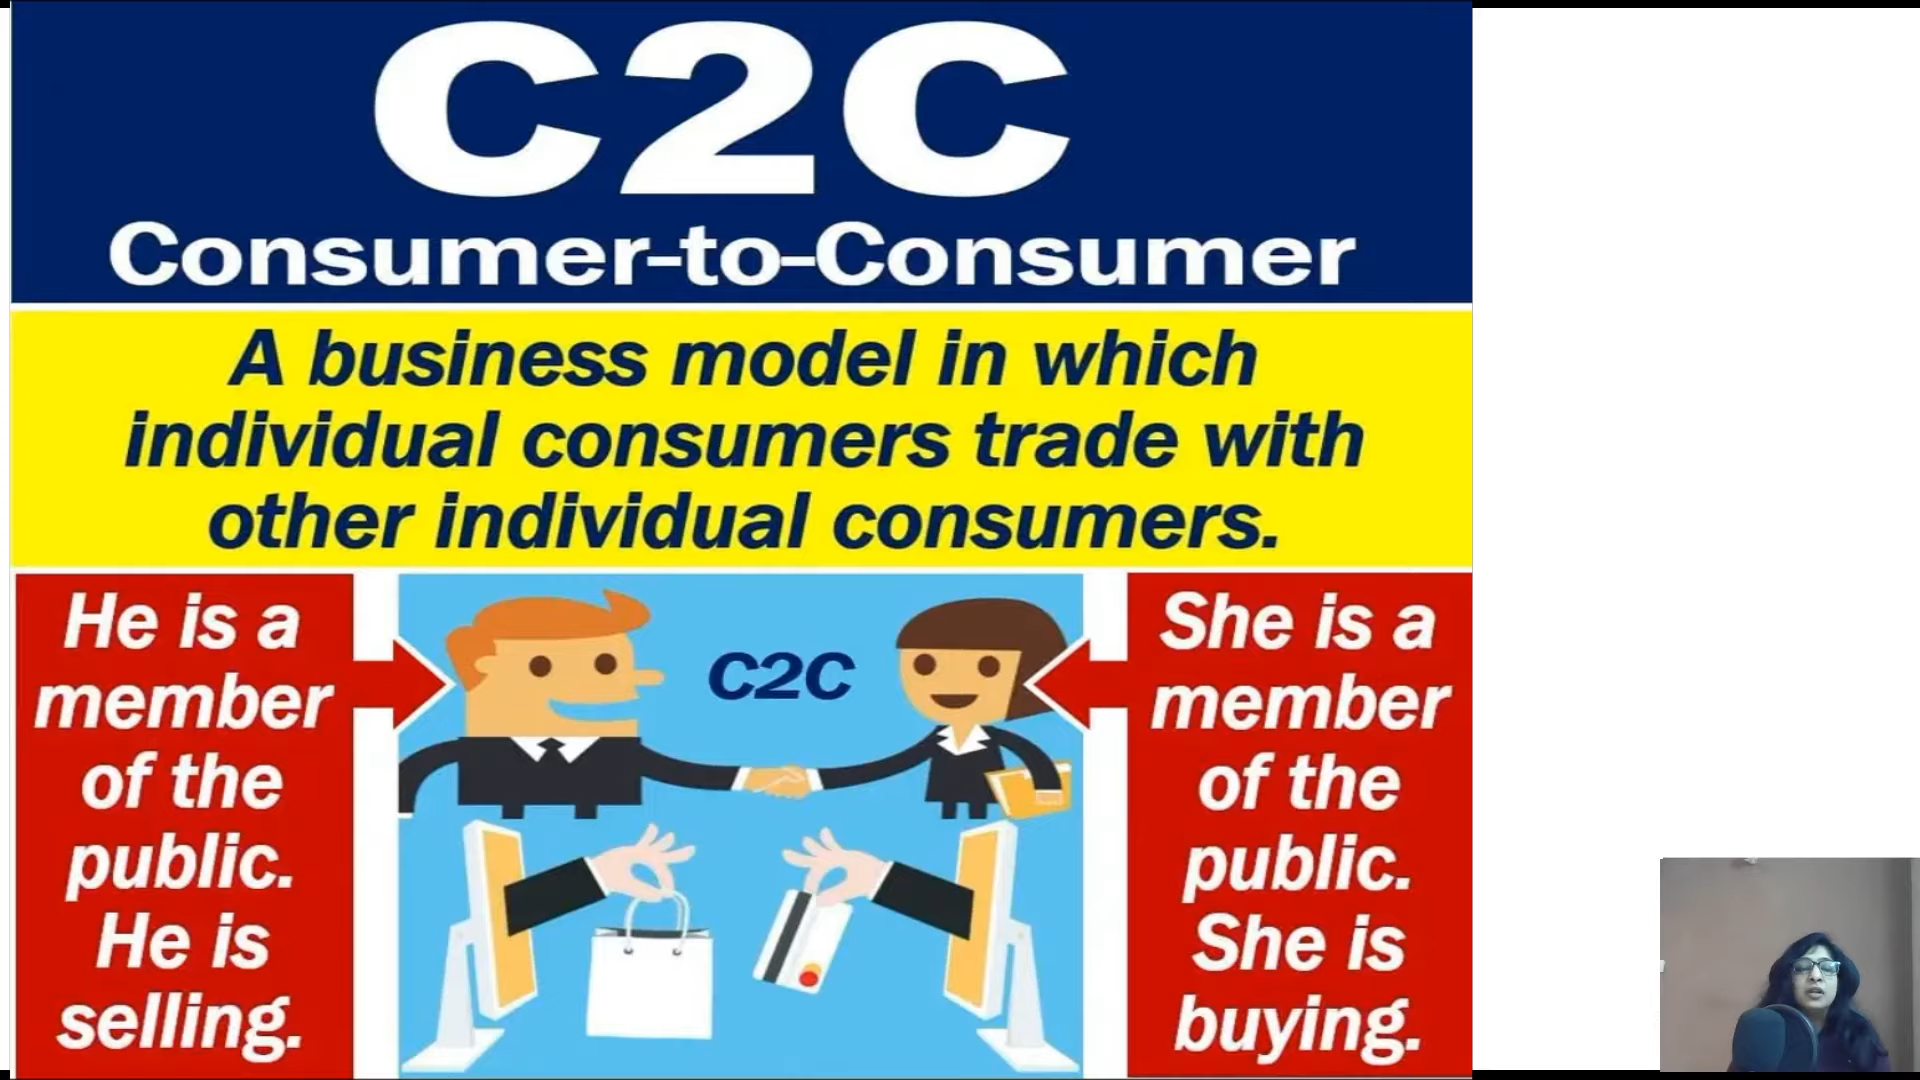 C2C
Consumer-to-Consumer
A business model in which
individual consumers trade with
other individual consumers.
He is a
member
of the
public.
He is
selling.
C2C
She is a
member
of the
public.
She is
buying.